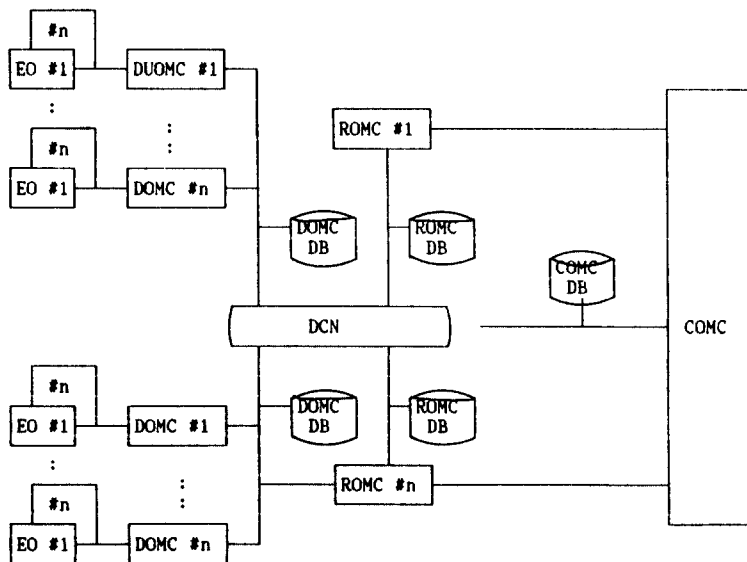 #n
EO #1
DUOMC #1
:
:
#n
EO #1
DOMC #n
ROMC #1
DOMC
DB
ROMC
DB
COMC
DB
DCN
COMC
#n
EO #1
DOMC #1
DOMC
DB
ROMC
DB
:
:
#n
EO #1
DOMC #n
ROMC #n